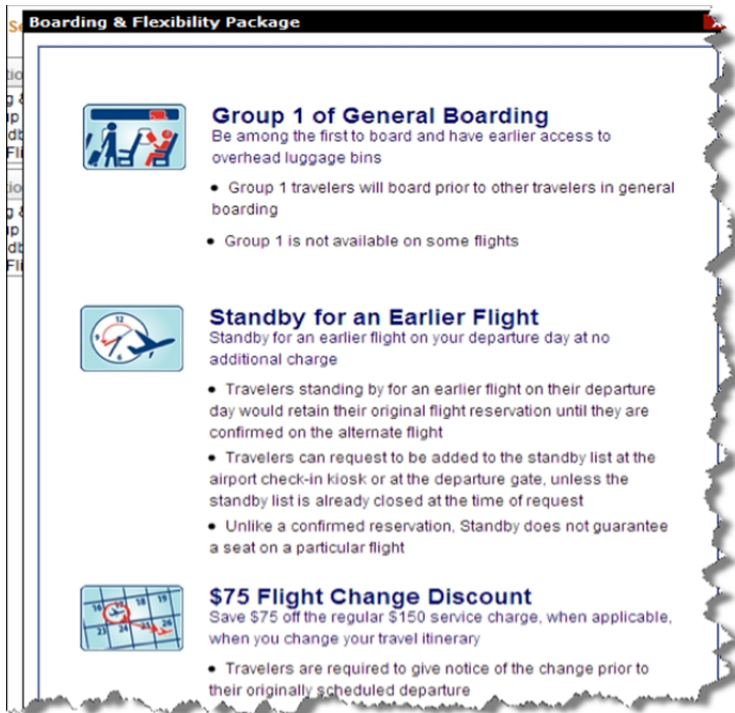 Se
Boarding & Flexibility Package
Group 1 of General Boarding
Be among the first to board and have earlier access to
overhead luggage bins
• Group 1 travelers will board prior to other travelers in general
boarding
• Group 1 is not available on some flights
Standby for an Earlier Flight
Standby for an earlier flight on your departure day at no
additional charge
• Travelers standing by for an earlier flight on their departure
day would retain their original flight reservation until they are
confirmed on the alternate flight
• Travelers can request to be added to the standby list at the
airport check-in kiosk or at the departure gate, unless the
standby list is already closed at the time of request
• Unlike a confirmed reservation, Standby does not guarantee
a seat on a particular flight
$75 Flight Change Discount
Save $75 off the regular $150 service charge, when applicable,
when you change your travel itinerary
• Travelers are required to give notice of the change prior to
their originally scheduled departure